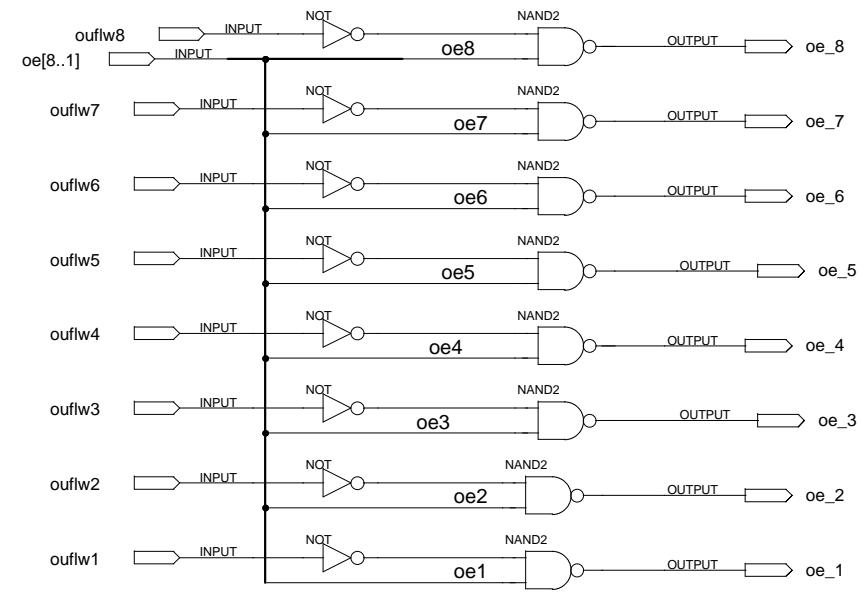 ouflw8 INPUT NOT NAND2 oe8 OUTPUT oe_8
oe[8..1] INPUT
ouflw7 INPUT NOT NAND2 oe7 OUTPUT oe_7
ouflw6 INPUT NOT NAND2 oe6 OUTPUT oe_6
ouflw5 INPUT NOT NAND2 oe5 OUTPUT oe_5
ouflw4 INPUT NOT NAND2 oe4 OUTPUT oe_4
ouflw3 INPUT NOT NAND2 oe3 OUTPUT oe_3
ouflw2 INPUT NOT NAND2 oe2 OUTPUT oe_2
ouflw1 INPUT NOT NAND2 oe1 OUTPUT oe_1